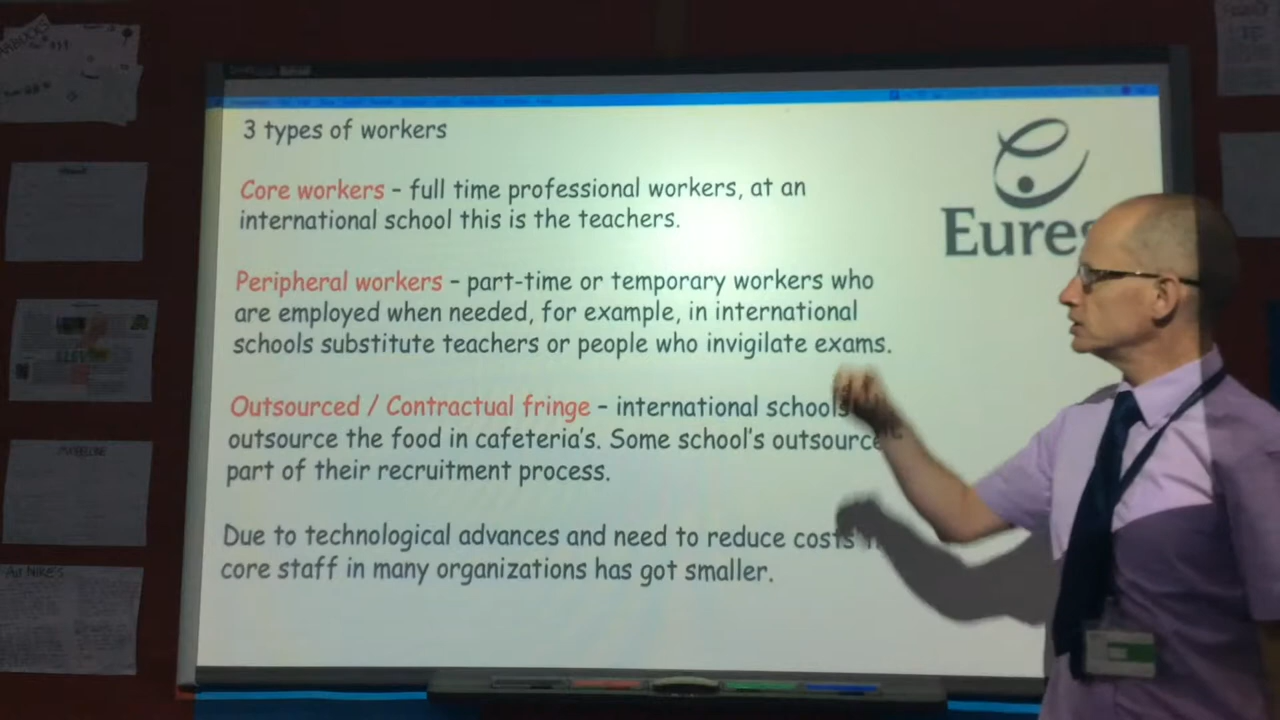 3 types of workers
Core workers – full time professional workers, at an
international school this is the teachers.
Peripheral workers – part-time or temporary workers who
are employed when needed, for example, in international
schools substitute teachers or people who invigilate exams.
Outsourced / Contractual fringe – international schools
outsource the food in cafeteria's. Some school's outsource
part of their recruitment process.
Due to technological advances and need to reduce costs
core staff in many organizations has got smaller.
Eures
MADELINE